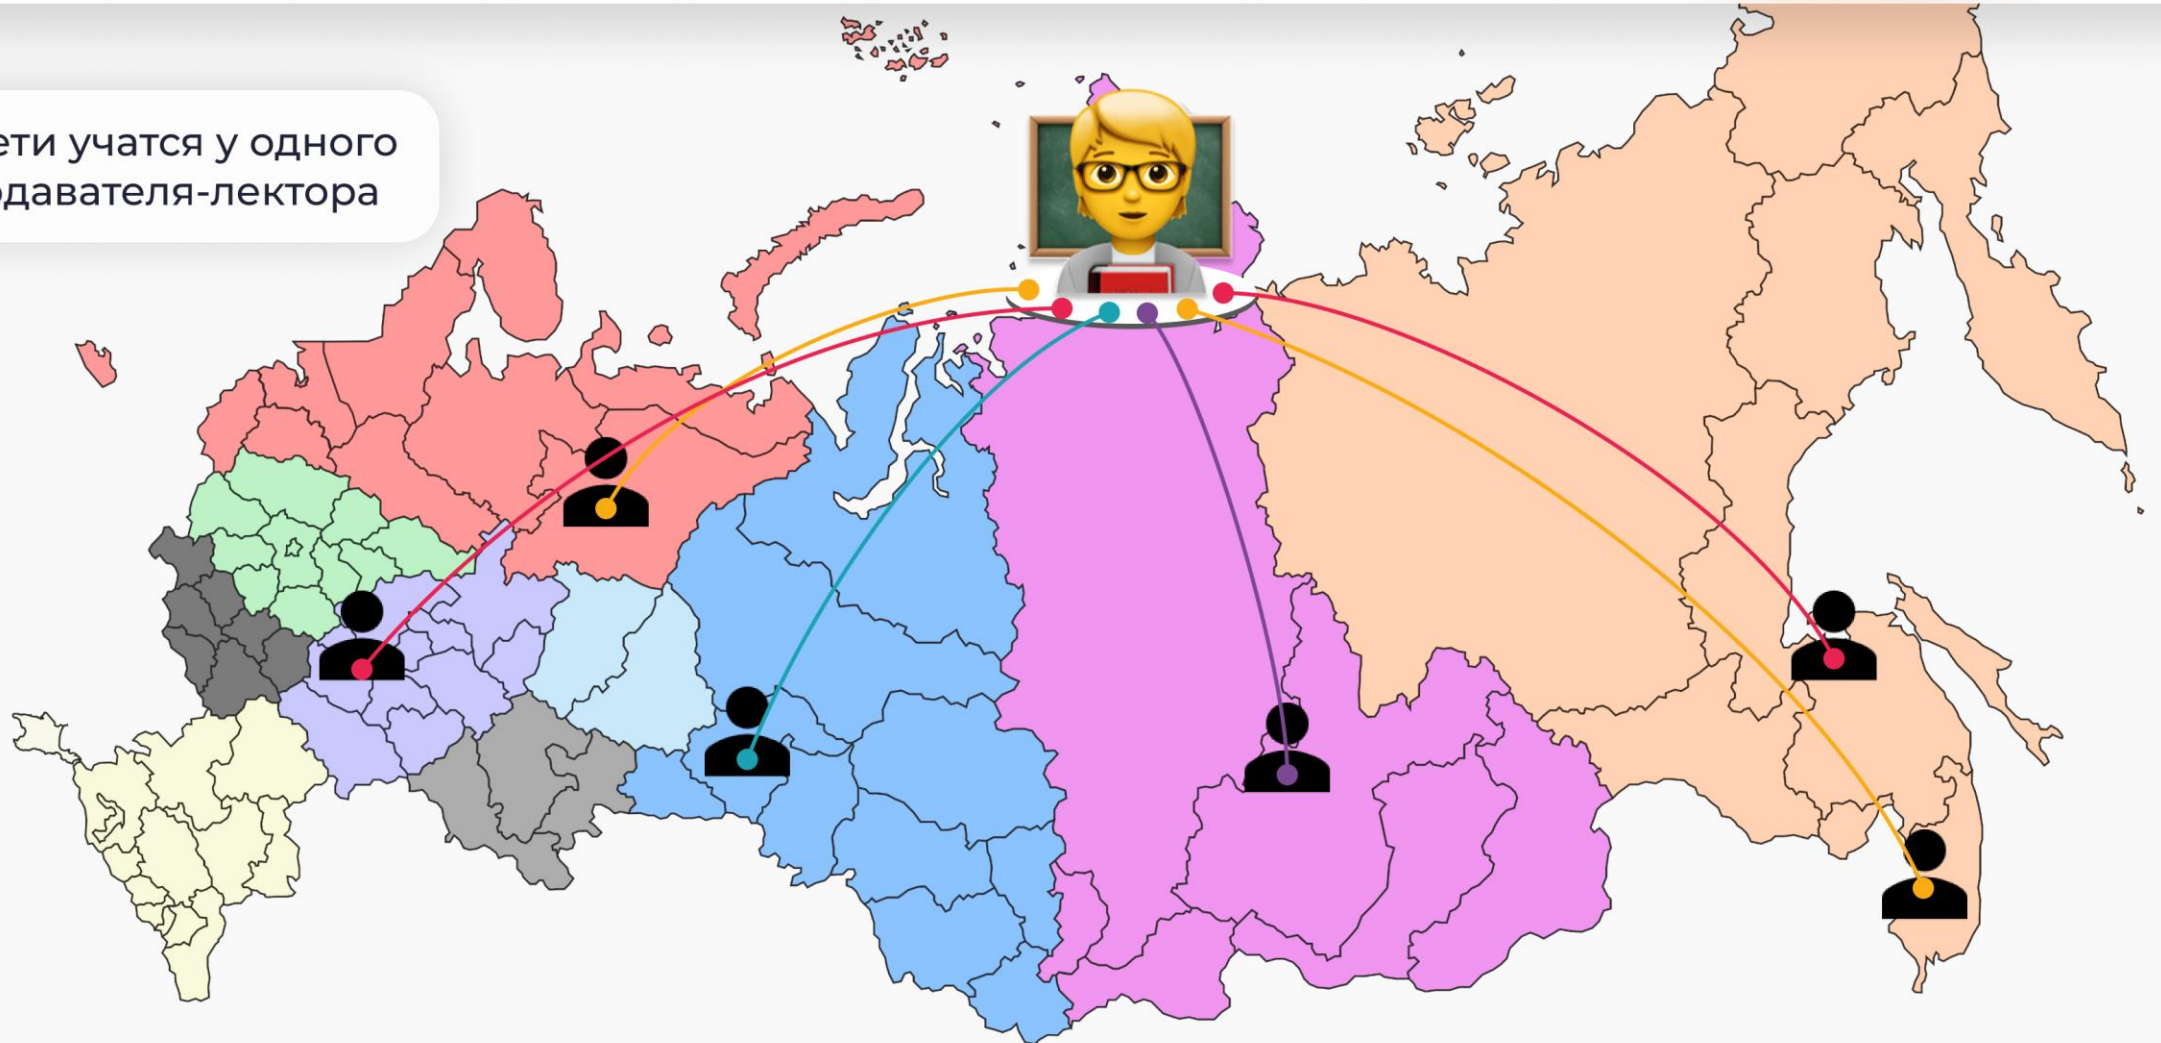 ети учатся у одного
давателя-лектора